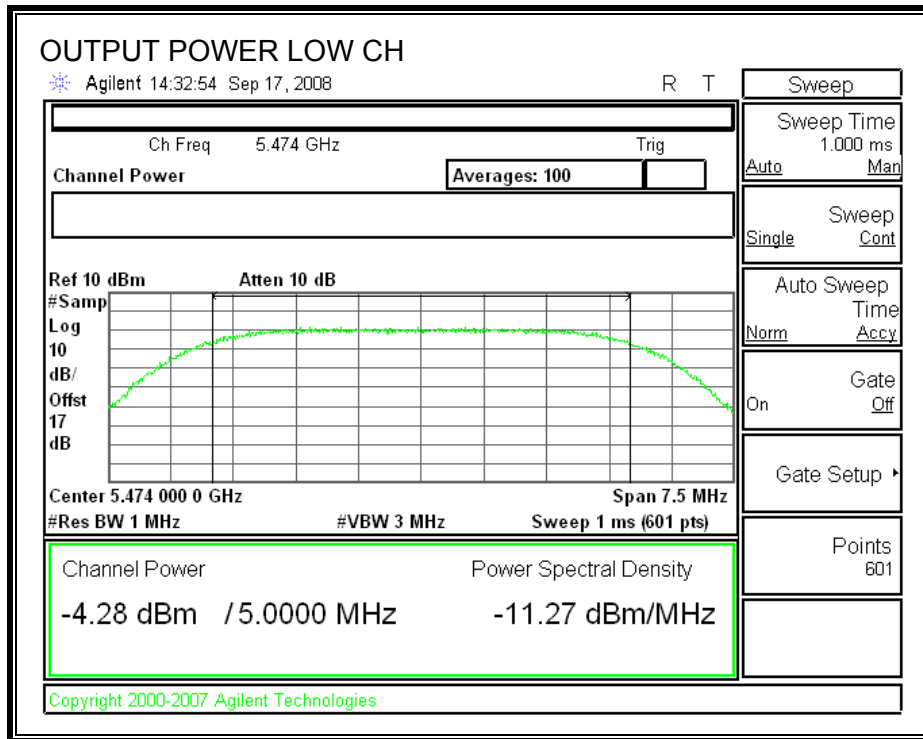 OUTPUT POWER LOW CH
Agilent 14:32:54 Sep 17, 2008 R T
Ch Freq 5.474 GHz Trig
Channel Power Averages: 100
Ref 10 dBm Atten 10 dB
#Samp
Log
10
dB/
Offst
17
dB
Center 5.474 000 0 GHz Span 7.5 MHz
#Res BW 1 MHz #VBW 3 MHz Sweep 1 ms (601 pts)
Channel Power Power Spectral Density
-4.28 dBm /5.0000 MHz -11.27 dBm/MHz
Copyright 2000-2007 Agilent Technologies
Sweep
Sweep Time
1.000 ms
Auto Man
Sweep
Single Cont
Auto Sweep
Time
Norm Accy
Gate
On Off
Gate Setup
Points
601